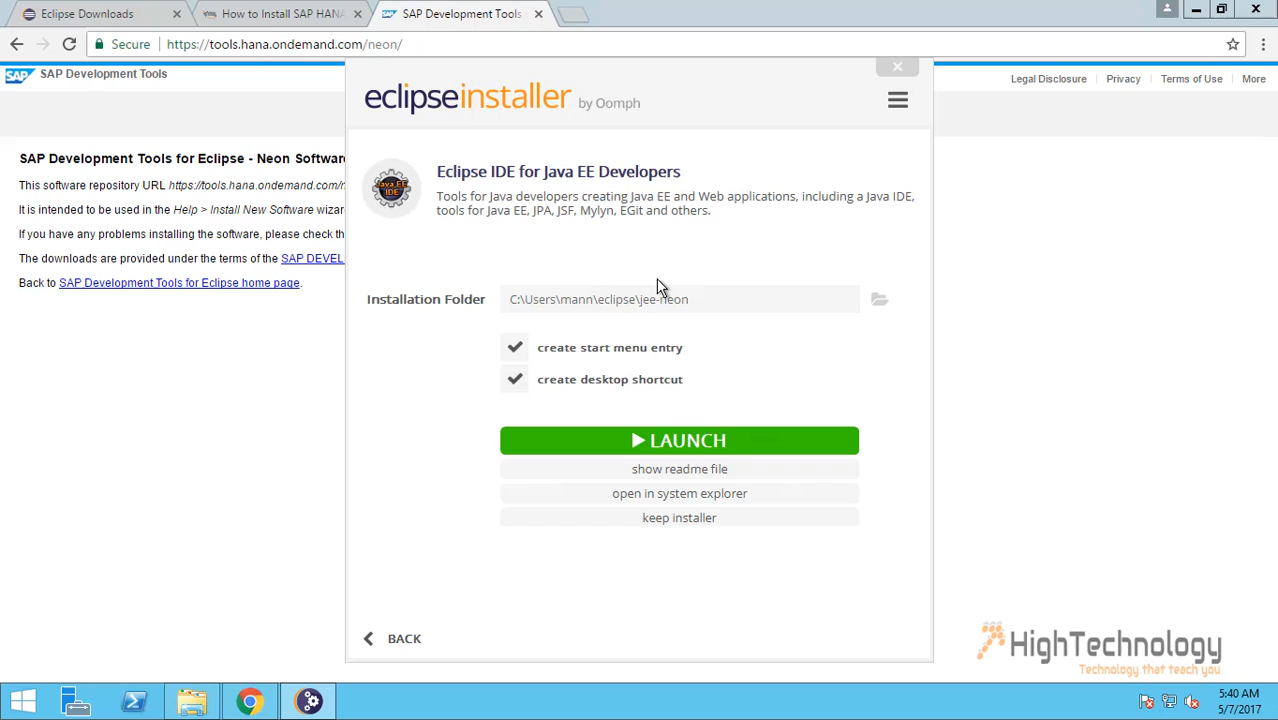 Eclipse Downloads
How to Install SAP HANA
SAP Development Tools
Secure
https://tools.hana.ondemand.com/neon/
SAP
SAP Development Tools
Legal Disclosure
Privacy
Terms of Use
More
SAP Development Tools for Eclipse - Neon Softwar
This software repository URL https://tools.hana.ondemand.com/
It is intended to be used in the Help > Install New Software wizar
If you have any problems installing the software, please check th
The downloads are provided under the terms of the SAP DEVEL
Back to SAP Development Tools for Eclipse home page.
eclipseinstaller by Oomph
Java EE
IDE
Eclipse IDE for Java EE Developers
Tools for Java developers creating Java EE and Web applications, including a Java IDE,
tools for Java EE, JPA, JSF, Mylyn, EGit and others.
Installation Folder
C:\Users\mann\eclipse\jee-neon
create start menu entry
create desktop shortcut
LAUNCH
show readme file
open in system explorer
keep installer
BACK
HighTechnology
Technology that teach you
5:40 AM
5/7/2017